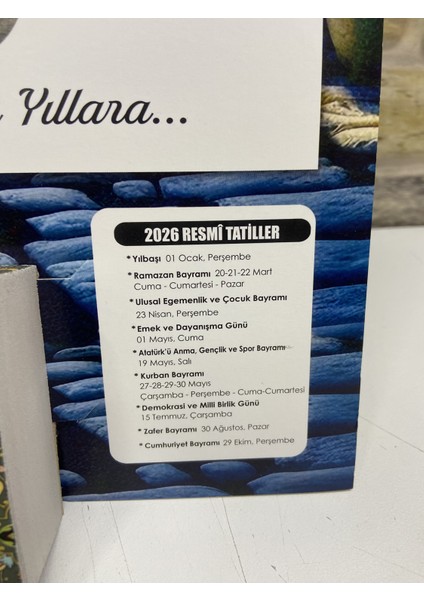 Yıllara...
2026 RESMÎ TATİLLER
* Yılbaşı 01 Ocak, Perşembe
* Ramazan Bayramı 20-21-22 Mart
Cuma - Cumartesi - Pazar
* Ulusal Egemenlik ve Çocuk Bayramı
23 Nisan, Perşembe
* Emek ve Dayanışma Günü
01 Mayıs, Cuma
* Atatürk'ü Anma, Gençlik ve Spor Bayramı
19 Mayıs, Salı
* Kurban Bayramı
27-28-29-30 Mayıs
Çarşamba - Perşembe - Cuma-Cumartesi
* Demokrasi ve Milli Birlik Günü
15 Temmuz, Çarşamba
* Zafer Bayramı 30 Ağustos, Pazar
* Cumhuriyet Bayramı 29 Ekim, Perşembe